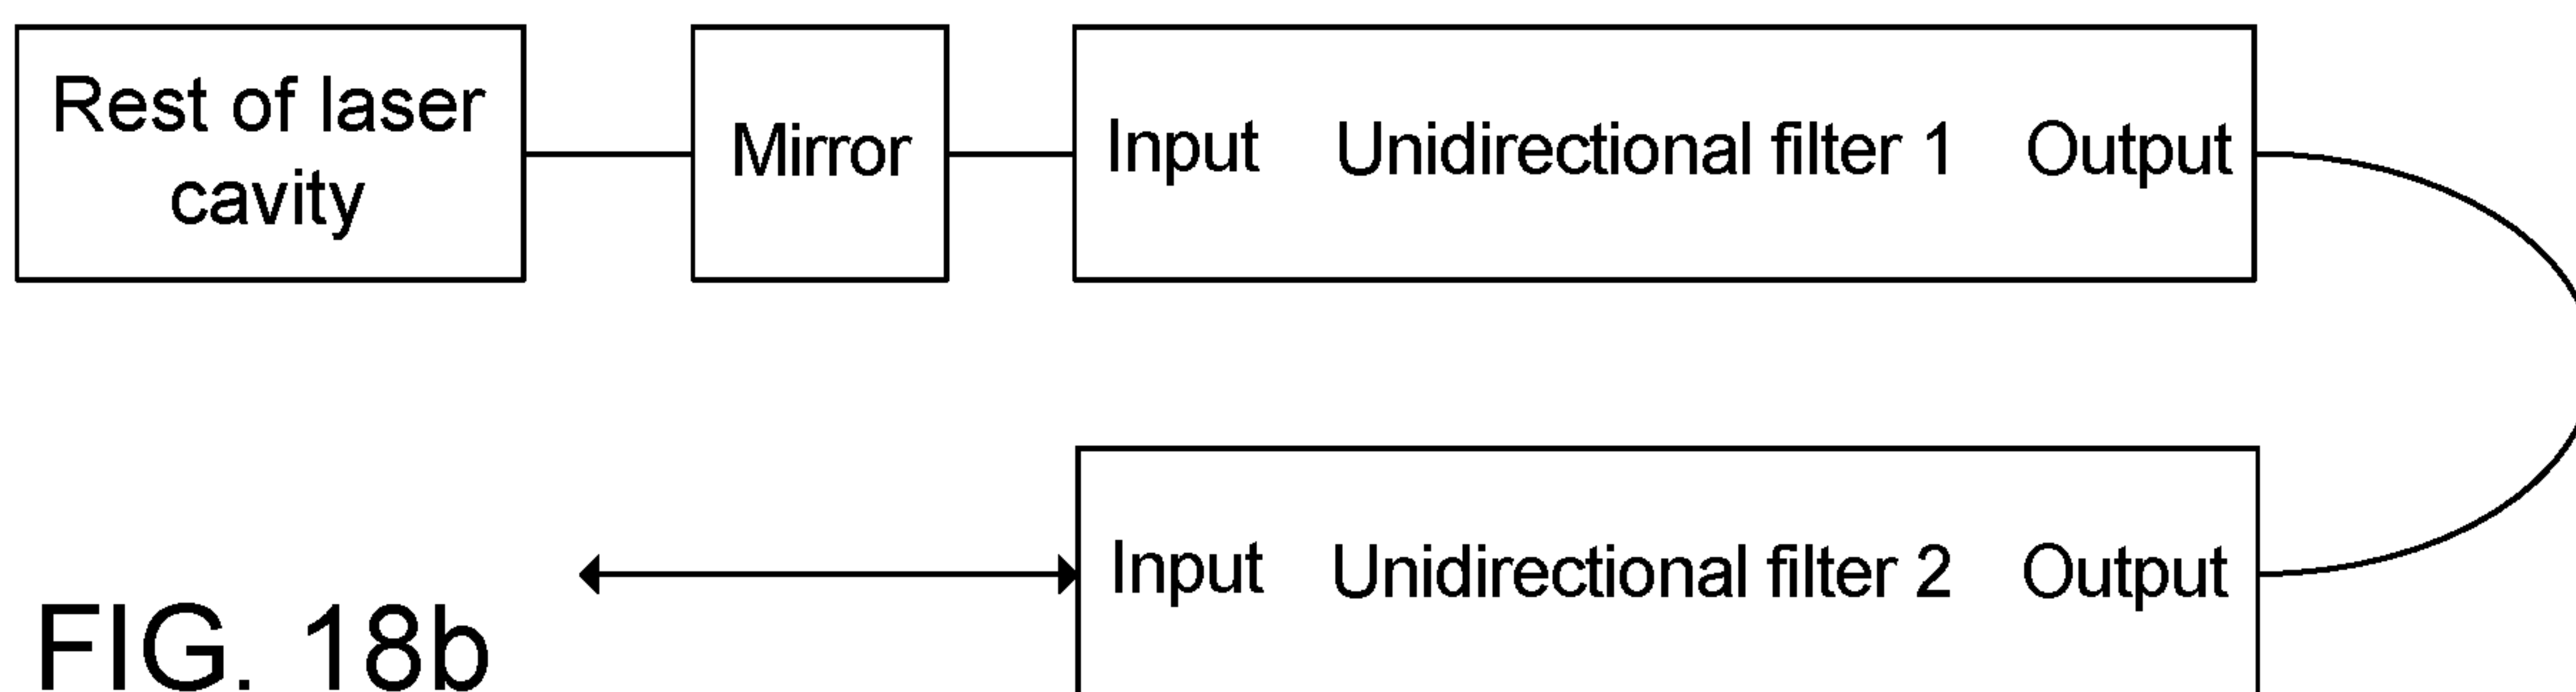 Rest of laser
cavity
Mirror
Input Unidirectional filter 1 Output
Input Unidirectional filter 2 Output
FIG. 18b